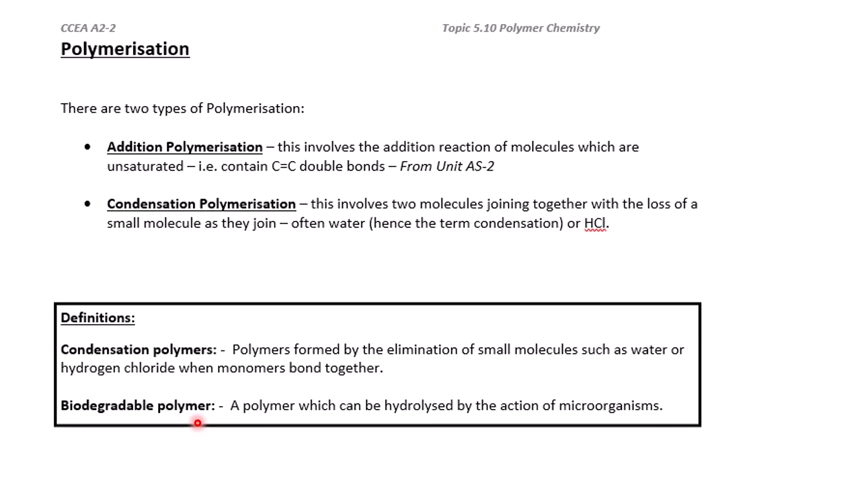 CCEA A2-2 Topic 5.10 Polymer Chemistry
Polymerisation
There are two types of Polymerisation:
• Addition Polymerisation – this involves the addition reaction of molecules which are
unsaturated – i.e. contain C=C double bonds – From Unit AS-2
• Condensation Polymerisation – this involves two molecules joining together with the loss of a
small molecule as they join – often water (hence the term condensation) or HCl.
Definitions:
Condensation polymers: - Polymers formed by the elimination of small molecules such as water or
hydrogen chloride when monomers bond together.
Biodegradable polymer: - A polymer which can be hydrolysed by the action of microorganisms.